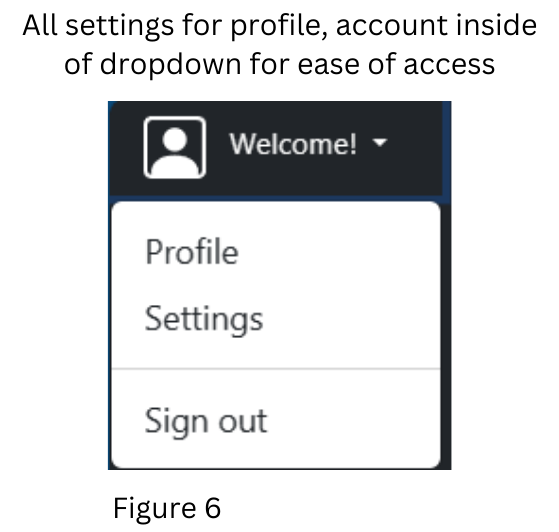 All settings for profile, account inside
of dropdown for ease of access
Welcome!
Profile
Settings
Sign out
Figure 6